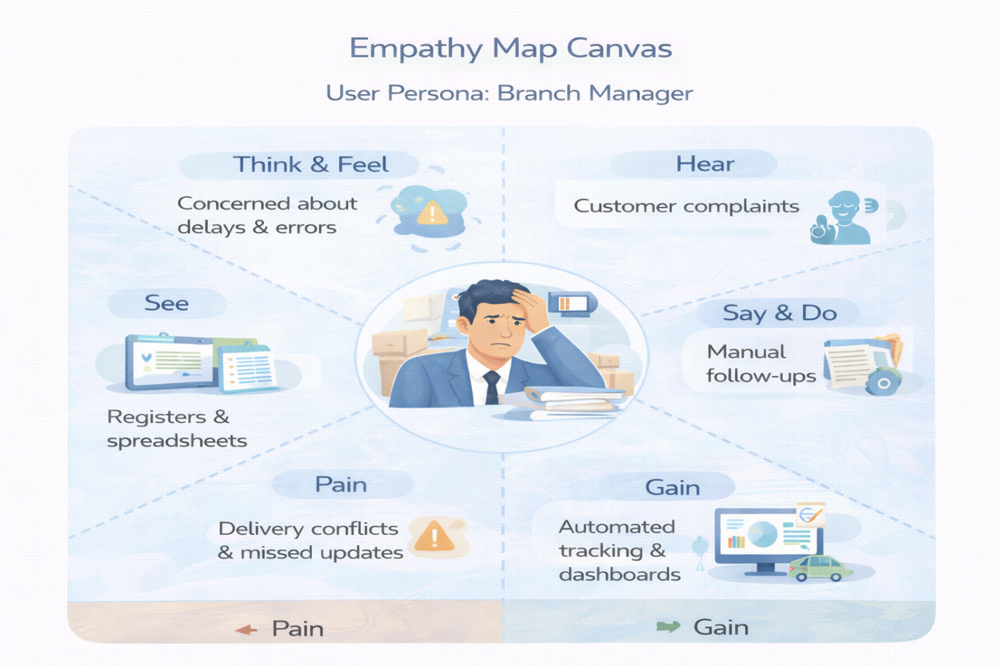 Empathy Map Canvas
User Persona: Branch Manager
Think & Feel
Concerned about
delays & errors
Hear
Customer complaints
See
Registers &
spreadsheets
Say & Do
Manual
follow-ups
Pain
Delivery conflicts
& missed updates
Gain
Automated
tracking &
dashboards
Pain
Gain